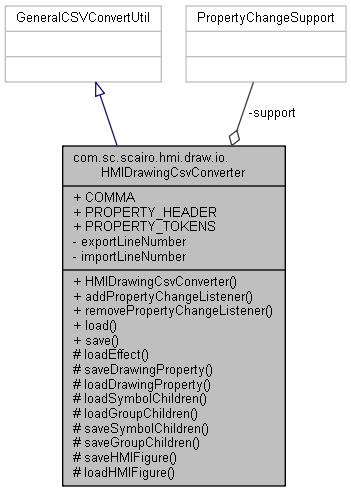 GeneralCSVConvertUtil
PropertyChangeSupport
-support
com.sc.scairo.hmi.draw.io.
HMIDrawingCsvConverter
+ COMMA
+ PROPERTY_HEADER
+ PROPERTY_TOKENS
- exportLineNumber
- importLineNumber
+ HMIDrawingCsvConverter()
+ addPropertyChangeListener()
+ removePropertyChangeListener()
+ load()
+ save()
# loadEffect()
# saveDrawingProperty()
# loadDrawingProperty()
# loadSymbolChildren()
# loadGroupChildren()
# saveSymbolChildren()
# saveGroupChildren()
# saveHMIFigure()
# loadHMIFigure()